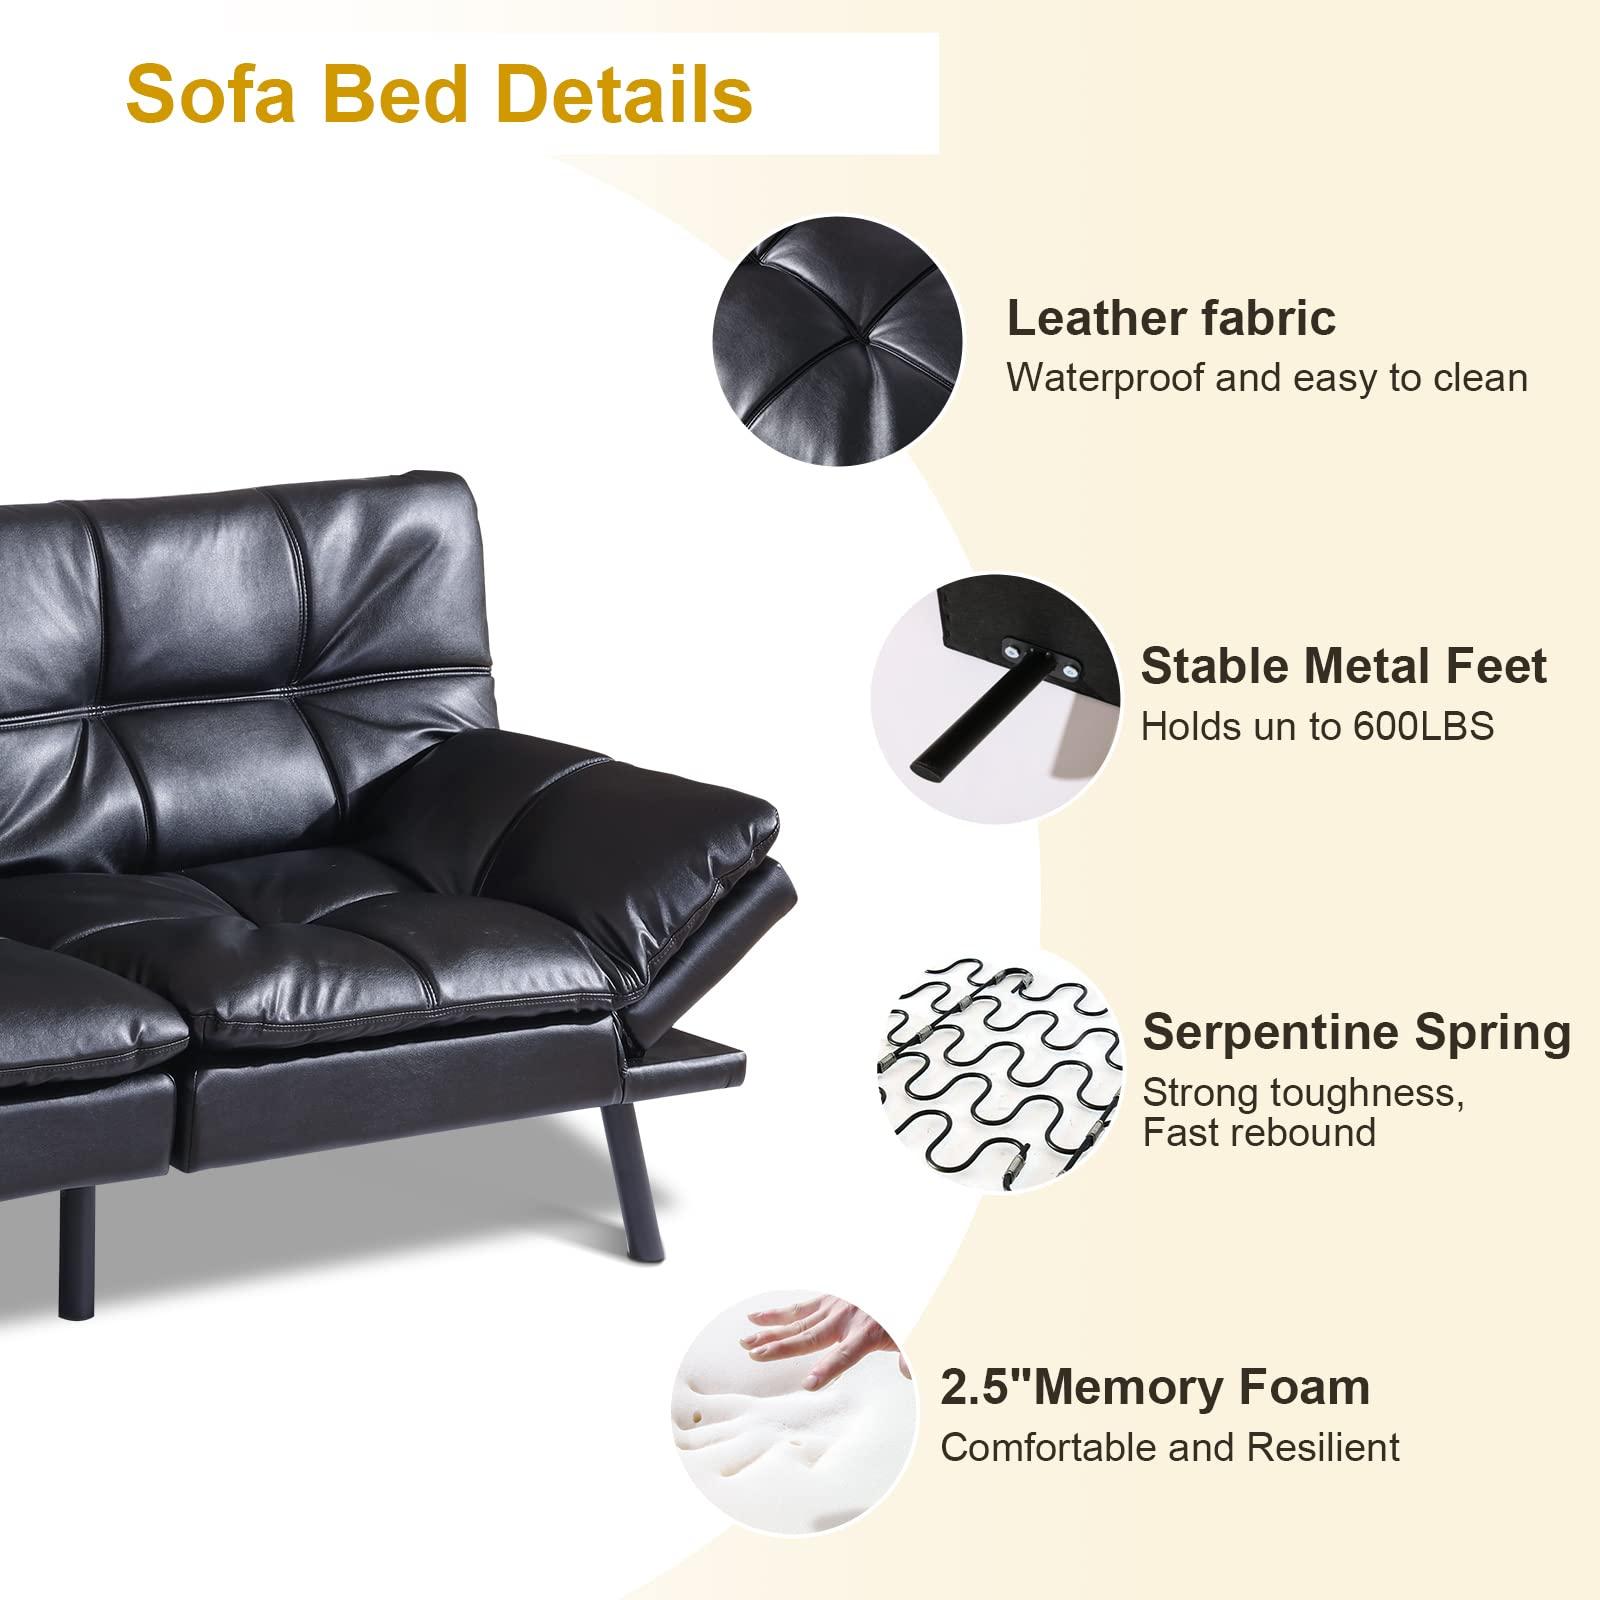 Sofa Bed Details
Leather fabric
Waterproof and easy to clean
Stable Metal Feet
Holds un to 600LBS
Serpentine Spring
Strong toughness,
Fast rebound
2.5"Memory Foam
Comfortable and Resilient